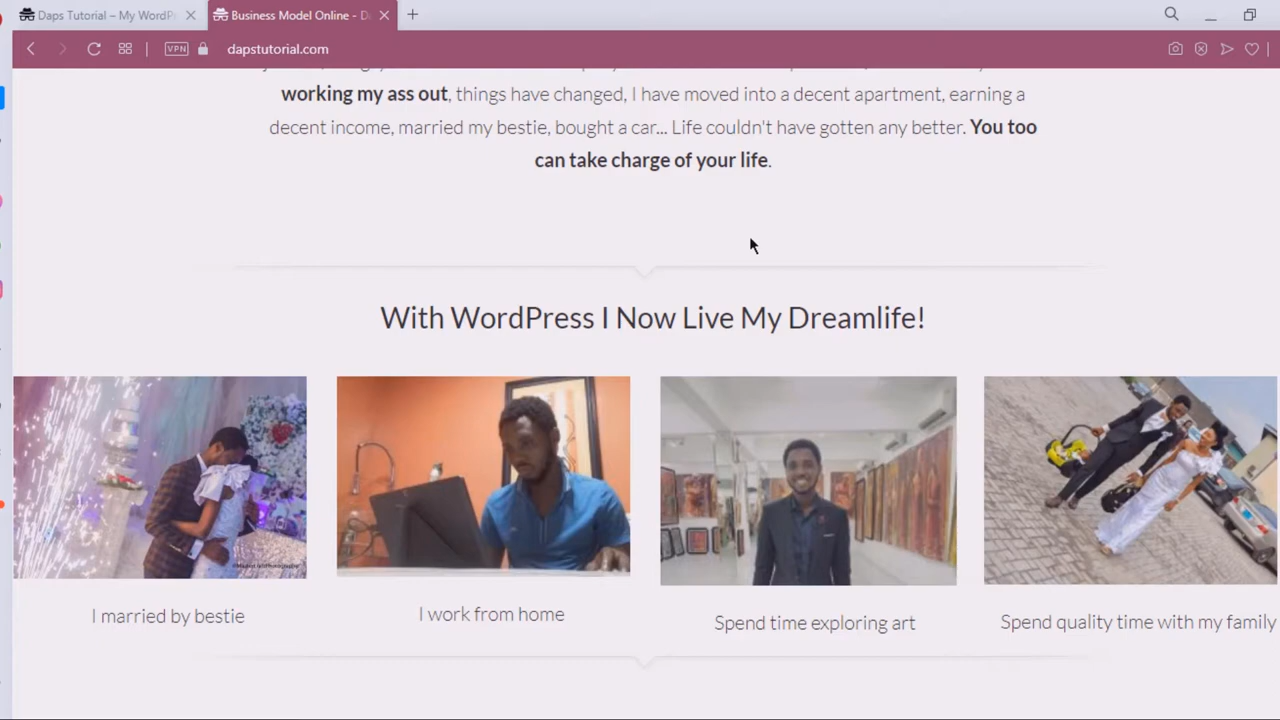 Daps Tutorial – My WordP
Business Model Online - D
VPN
dapstutorial.com
working my ass out, things have changed, I have moved into a decent apartment, earning a
decent income, married my bestie, bought a car... Life couldn't have gotten any better. You too
can take charge of your life.
With WordPress I Now Live My Dreamlife!
I married by bestie
I work from home
Spend time exploring art
Spend quality time with my family